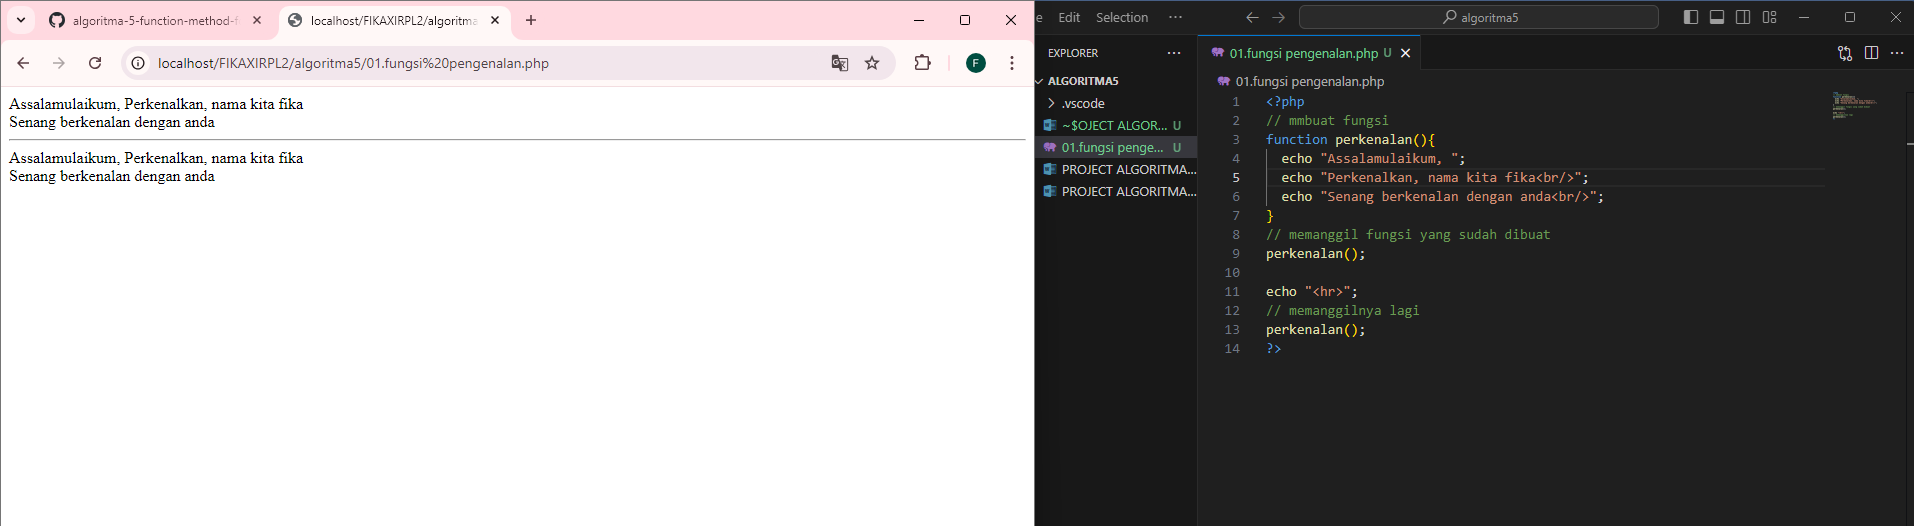 algoritma-5-function-method-f
localhost/FIKAXIRPL2/algoritma
localhost/FIKAXIRPL2/algoritma5/01.fungsi%20pengenalan.php
F
Assalamulaikum, Perkenalkan, nama kita fika
Senang berkenalan dengan anda
Assalamulaikum, Perkenalkan, nama kita fika
Senang berkenalan dengan anda
e Edit Selection ···
algoritma5
EXPLORER ···
ALGORITMA5
.vscode
~$OJECT ALGOR... U
01.fungsi penge... U
PROJECT ALGORITMA...
PROJECT ALGORITMA...
01.fungsi pengenalan.php U
01.fungsi pengenalan.php
1 <?php
2 // mmbuat fungsi
3 function perkenalan(){
4 echo "Assalamulaikum, ";
5 echo "Perkenalkan, nama kita fika<br/>";
6 echo "Senang berkenalan dengan anda<br/>";
7 }
8 // memanggil fungsi yang sudah dibuat
9 perkenalan();
10
11 echo "<hr>";
12 // memanggilnya lagi
13 perkenalan();
14 ?>